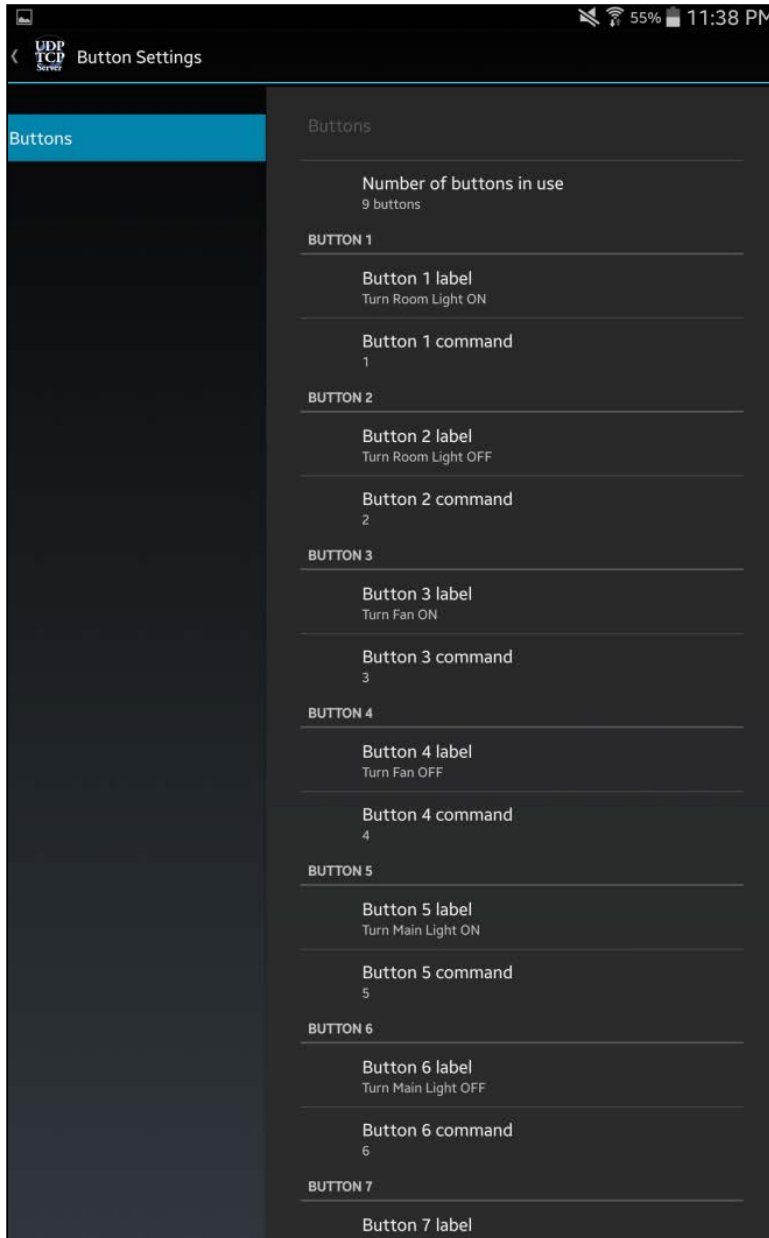 55% 11:38 PM
UDP
TCP
Server
Button Settings
Buttons
Buttons
Number of buttons in use
9 buttons
BUTTON 1
Button 1 label
Turn Room Light ON
Button 1 command
1
BUTTON 2
Button 2 label
Turn Room Light OFF
Button 2 command
2
BUTTON 3
Button 3 label
Turn Fan ON
Button 3 command
3
BUTTON 4
Button 4 label
Turn Fan OFF
Button 4 command
4
BUTTON 5
Button 5 label
Turn Main Light ON
Button 5 command
5
BUTTON 6
Button 6 label
Turn Main Light OFF
Button 6 command
6
BUTTON 7
Button 7 label